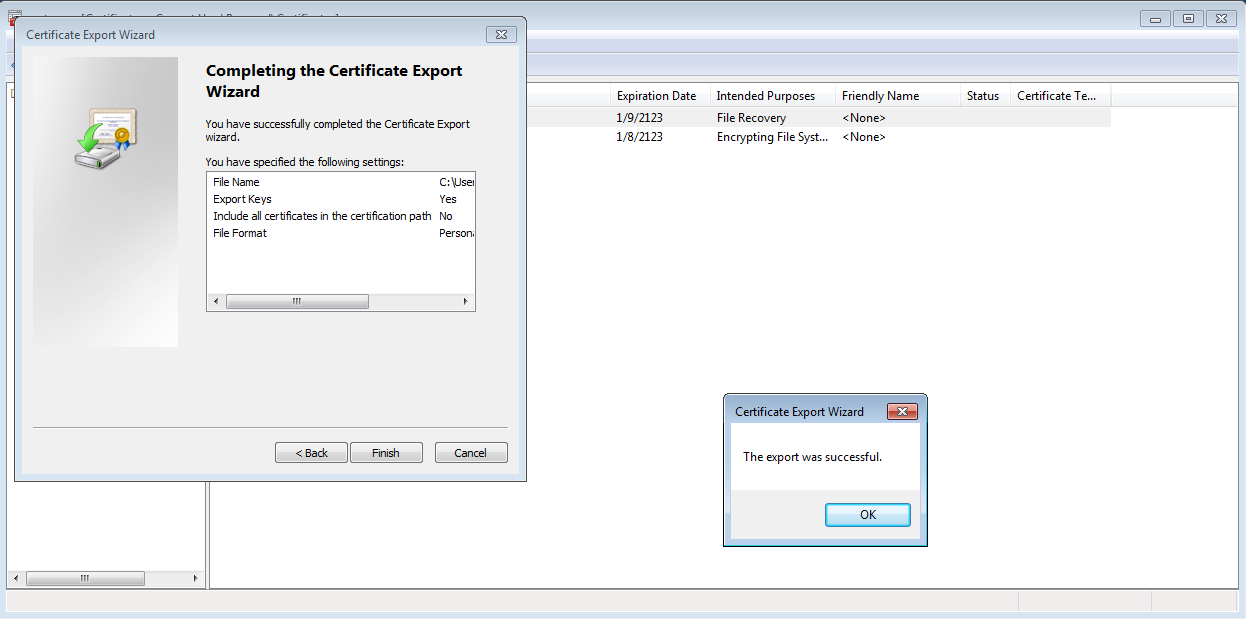 Certificate Export Wizard
Completing the Certificate Export
Wizard
You have successfully completed the Certificate Export
wizard.
You have specified the following settings:
File Name C:\User
Export Keys Yes
Include all certificates in the certification path No
File Format Persona
< Back Finish Cancel
Expiration Date Intended Purposes Friendly Name Status Certificate Te...
1/9/2123 File Recovery <None>
1/8/2123 Encrypting File Syst... <None>
Certificate Export Wizard
The export was successful.
OK